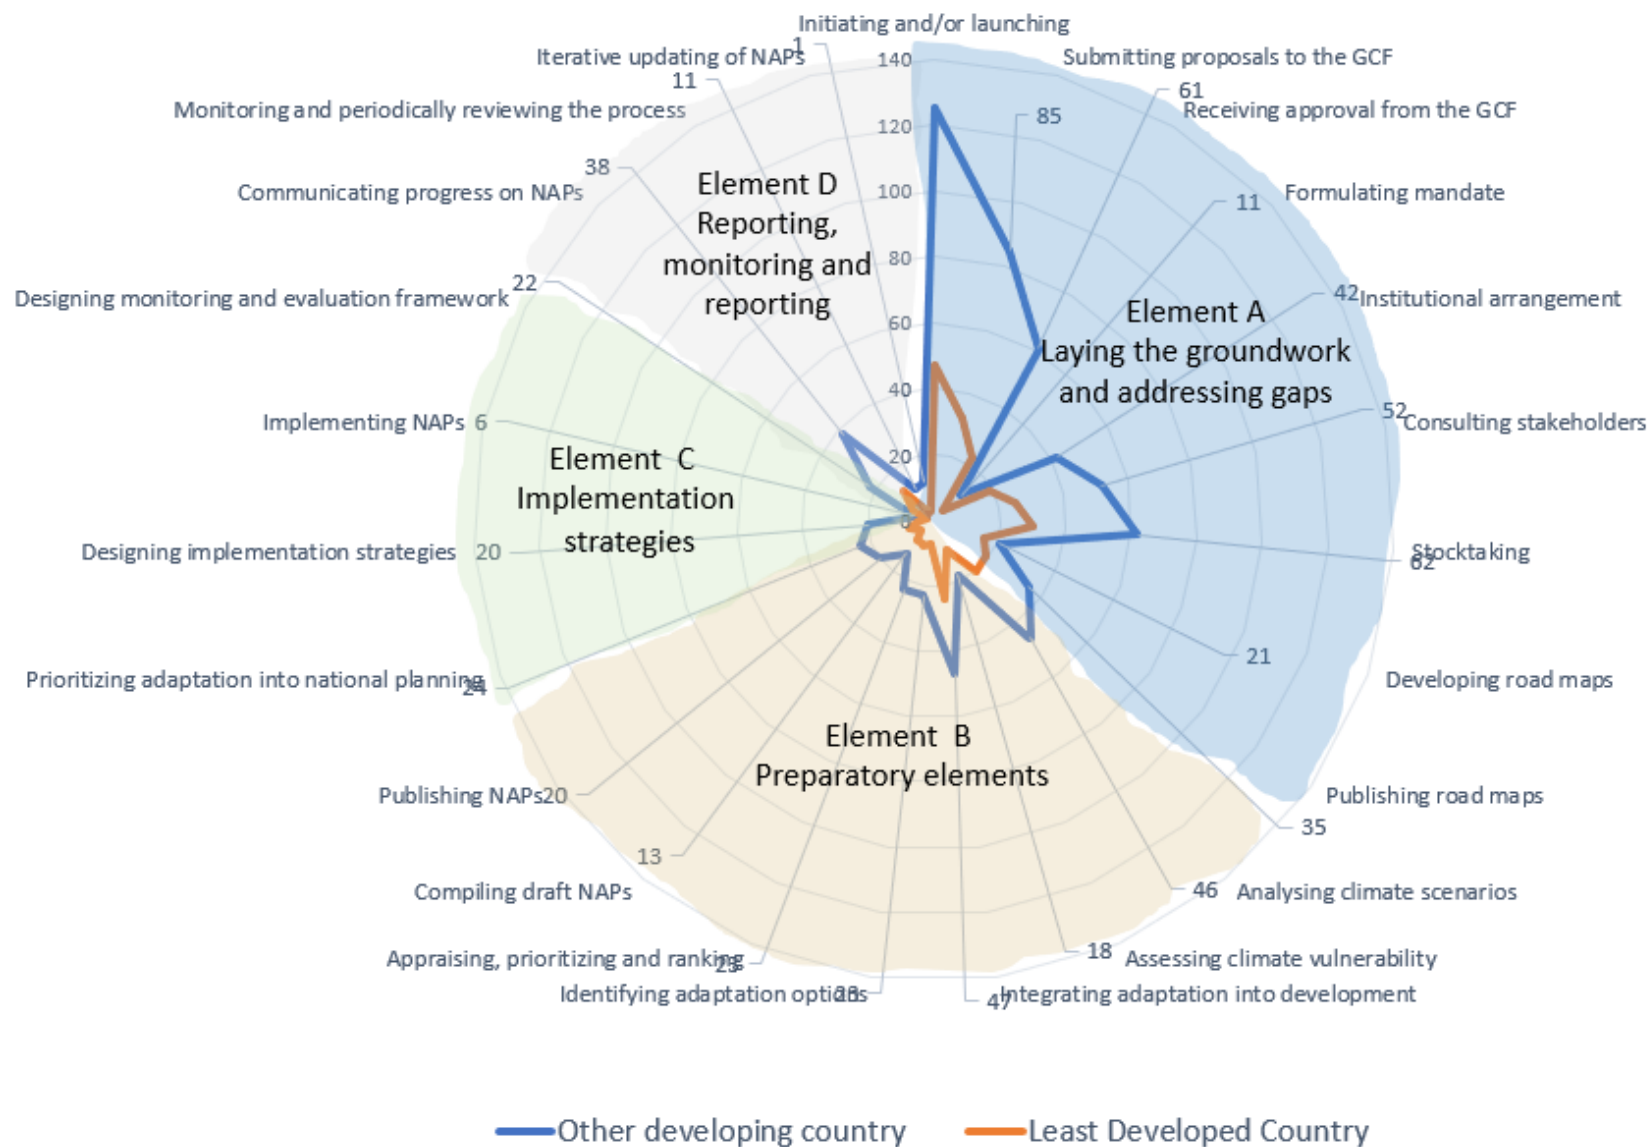 Initiating and/or launching
1
Iterative updating of NAPs
140
Submitting proposals to the GCF
11
61
Monitoring and periodically reviewing the process
Receiving approval from the GCF
120
85
38
Element D
Reporting,
monitoring and
reporting
Communicating progress on NAPs
100
11
Formulating mandate
80
22
Designing monitoring and evaluation framework
42
Institutional arrangement
Element A
Laying the groundwork
and addressing gaps
60
40
52
Consulting stakeholders
Implementing NAPs
6
20
Element C
Implementation
strategies
0
Designing implementation strategies
20
Stocktaking
62
21
Prioritizing adaptation into national planning
24
Developing road maps
Element B
Preparatory elements
Publishing NAPs
20
Publishing road maps
35
13
Compiling draft NAPs
46
Analysing climate scenarios
Appraising, prioritizing and ranking
18
Assessing climate vulnerability
Identifying adaptation options
23
47
Integrating adaptation into development
Other developing country
Least Developed Country